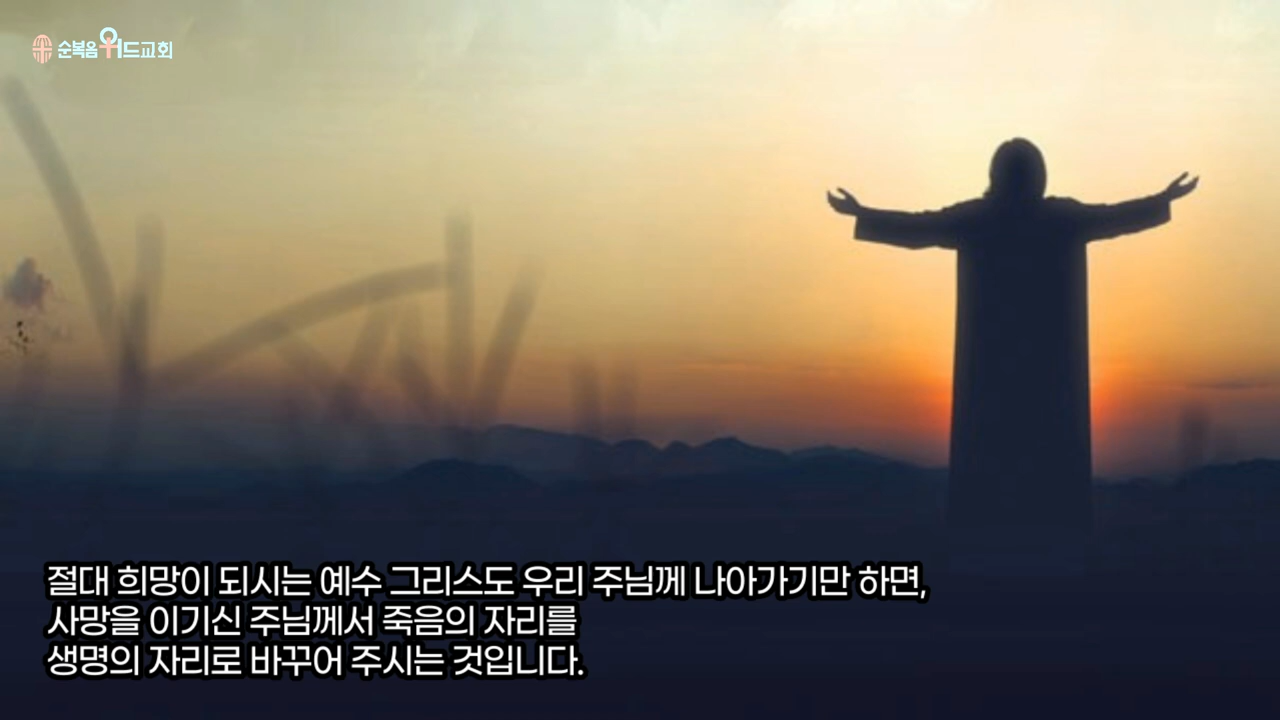 순복음위드교회
절대 희망이 되시는 예수 그리스도 우리 주님께 나아가기만 하면,
사망을 이기신 주님께서 죽음의 자리를
생명의 자리로 바꾸어 주시는 것입니다.